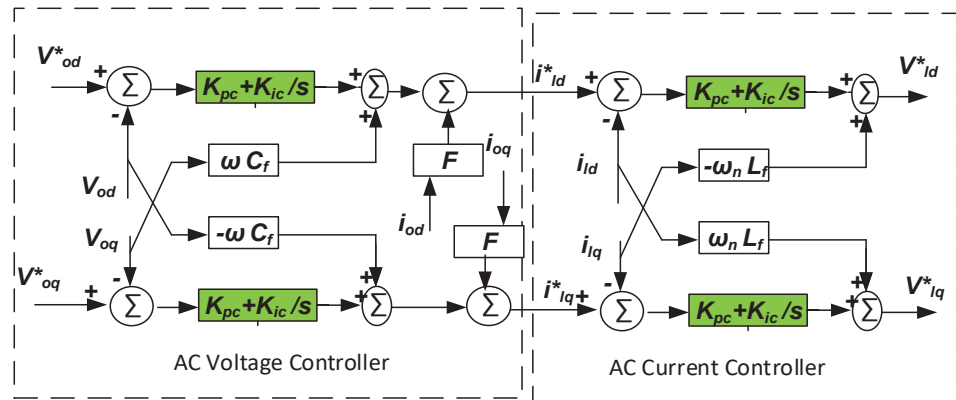 V*od
+
Σ
-
Kpc+Kic/s
+
Σ
+
Σ
i*ld
+
Σ
-
Kpc+Kic/s
+
Σ
+
V*ld
Vod
ω Cf
F
ioq
ild
-ωn Lf
Voq
-ω Cf
iod
F
ilq
ωn Lf
V*oq
+
-
Σ
Kpc+Kic/s
+
+
Σ
Σ
i*lq
+
-
Σ
Kpc+Kic/s
+
+
Σ
V*lq
AC Voltage Controller
AC Current Controller